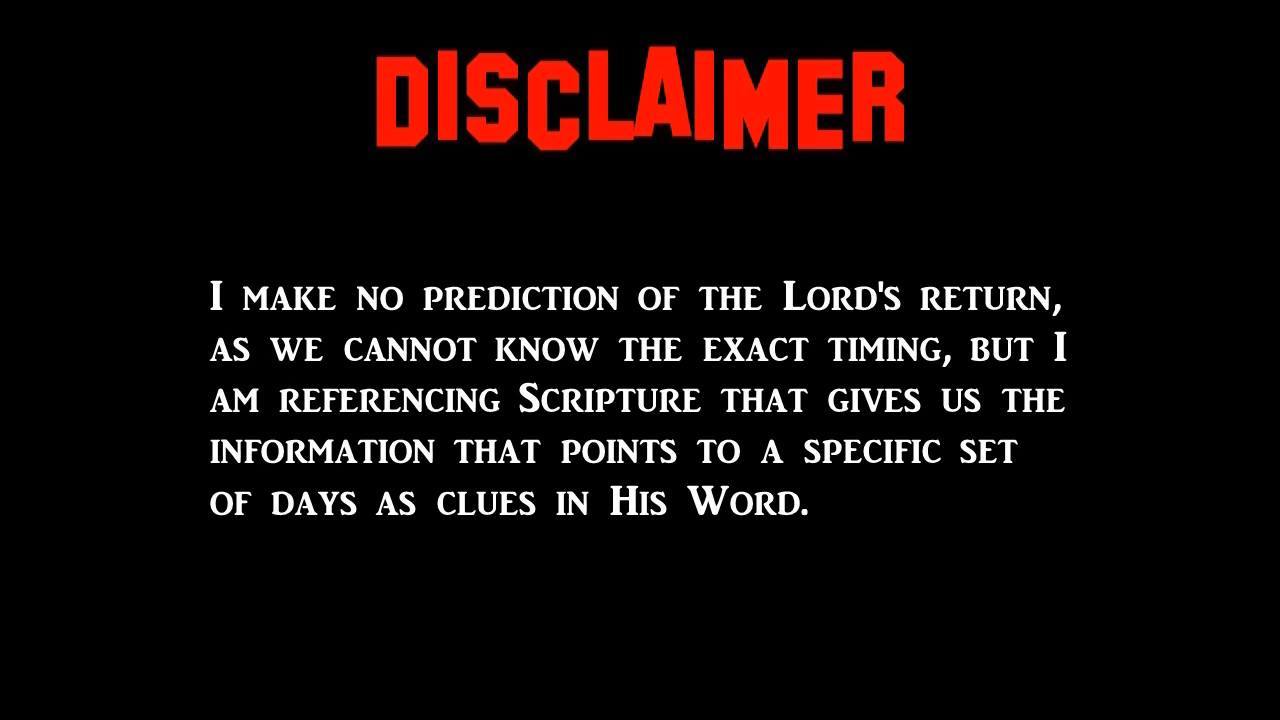 DISCLAIMER
I make no prediction of the Lord's return,
as we cannot know the exact timing, but I
am referencing Scripture that gives us the
information that points to a specific set
of days as clues in His Word.